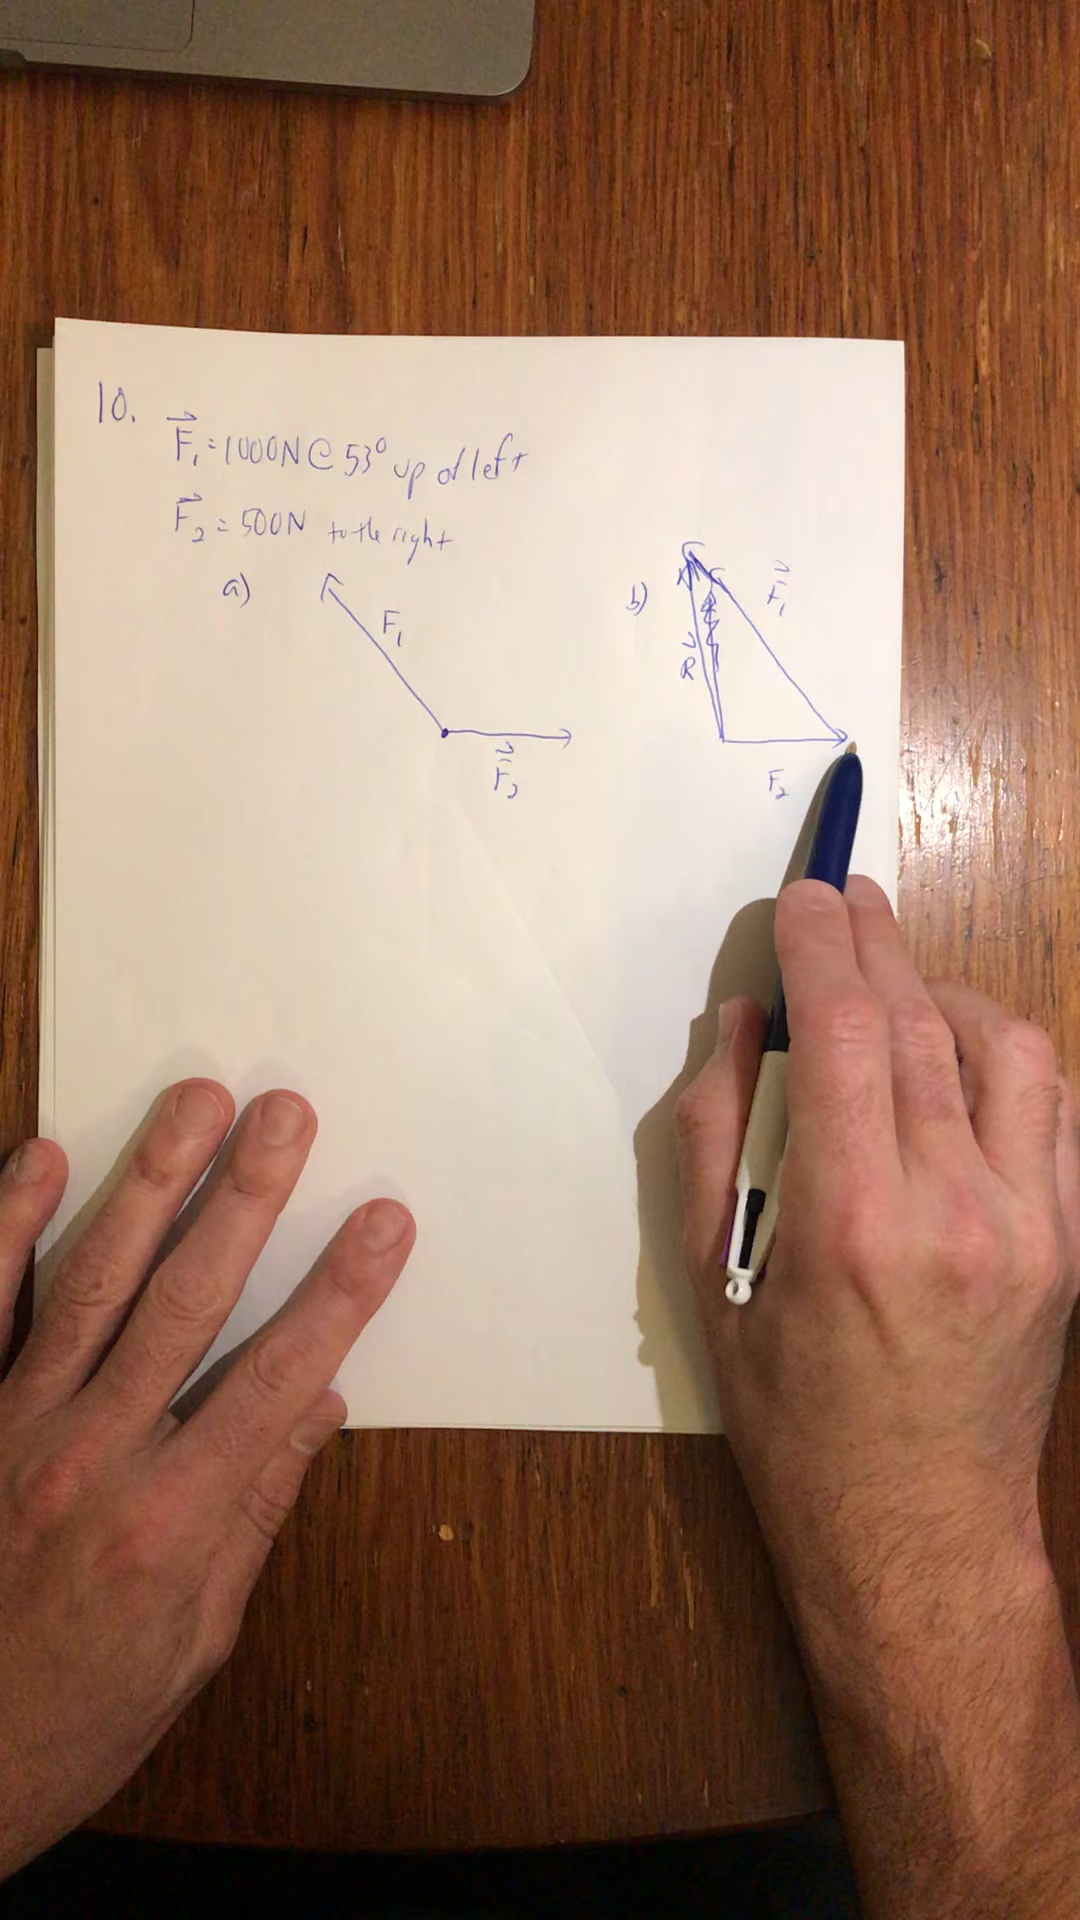 10.
F⃗₁ = 1000N @ 53° up of left
F⃗₂ = 500N to the right
a)
F₁
F⃗₂
b)
F⃗₁
R⃗
F₂